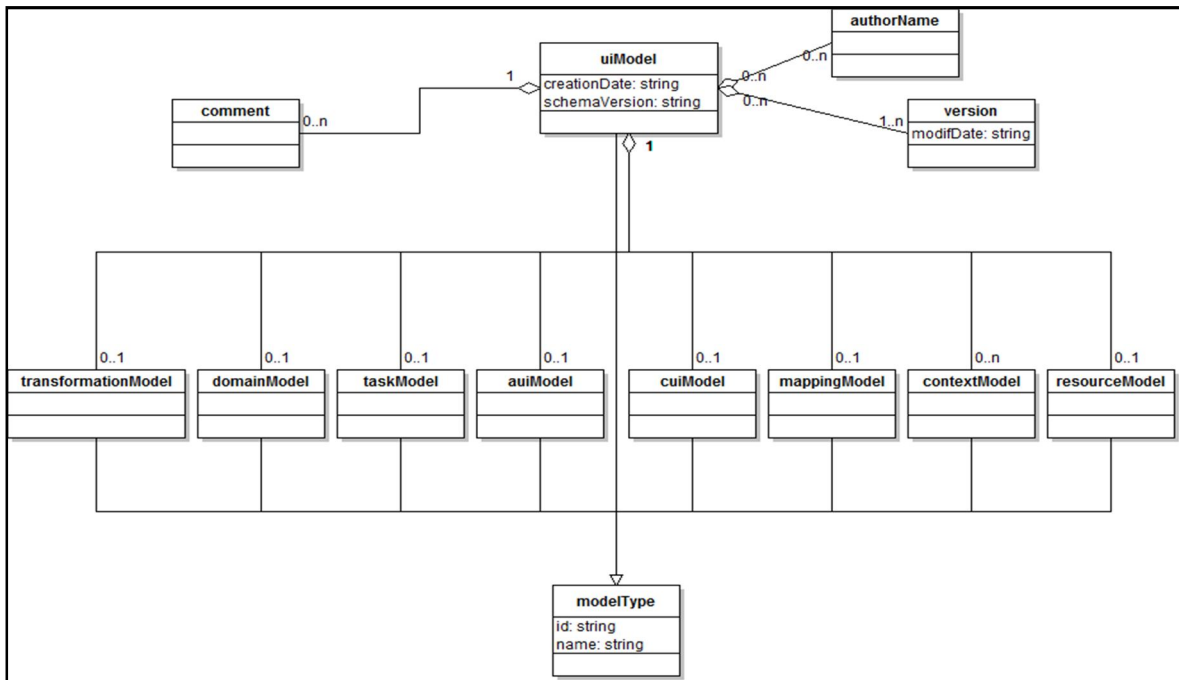 authorName
uiModel
creationDate: string
schemaVersion: string
1
0..n
0..n
0..n
comment
0..n
1..n
version
modifDate: string
1
0..1
0..1
0..1
0..1
0..1
0..1
0..n
0..1
transformationModel
domainModel
taskModel
auiModel
cuiModel
mappingModel
contextModel
resourceModel
modelType
id: string
name: string